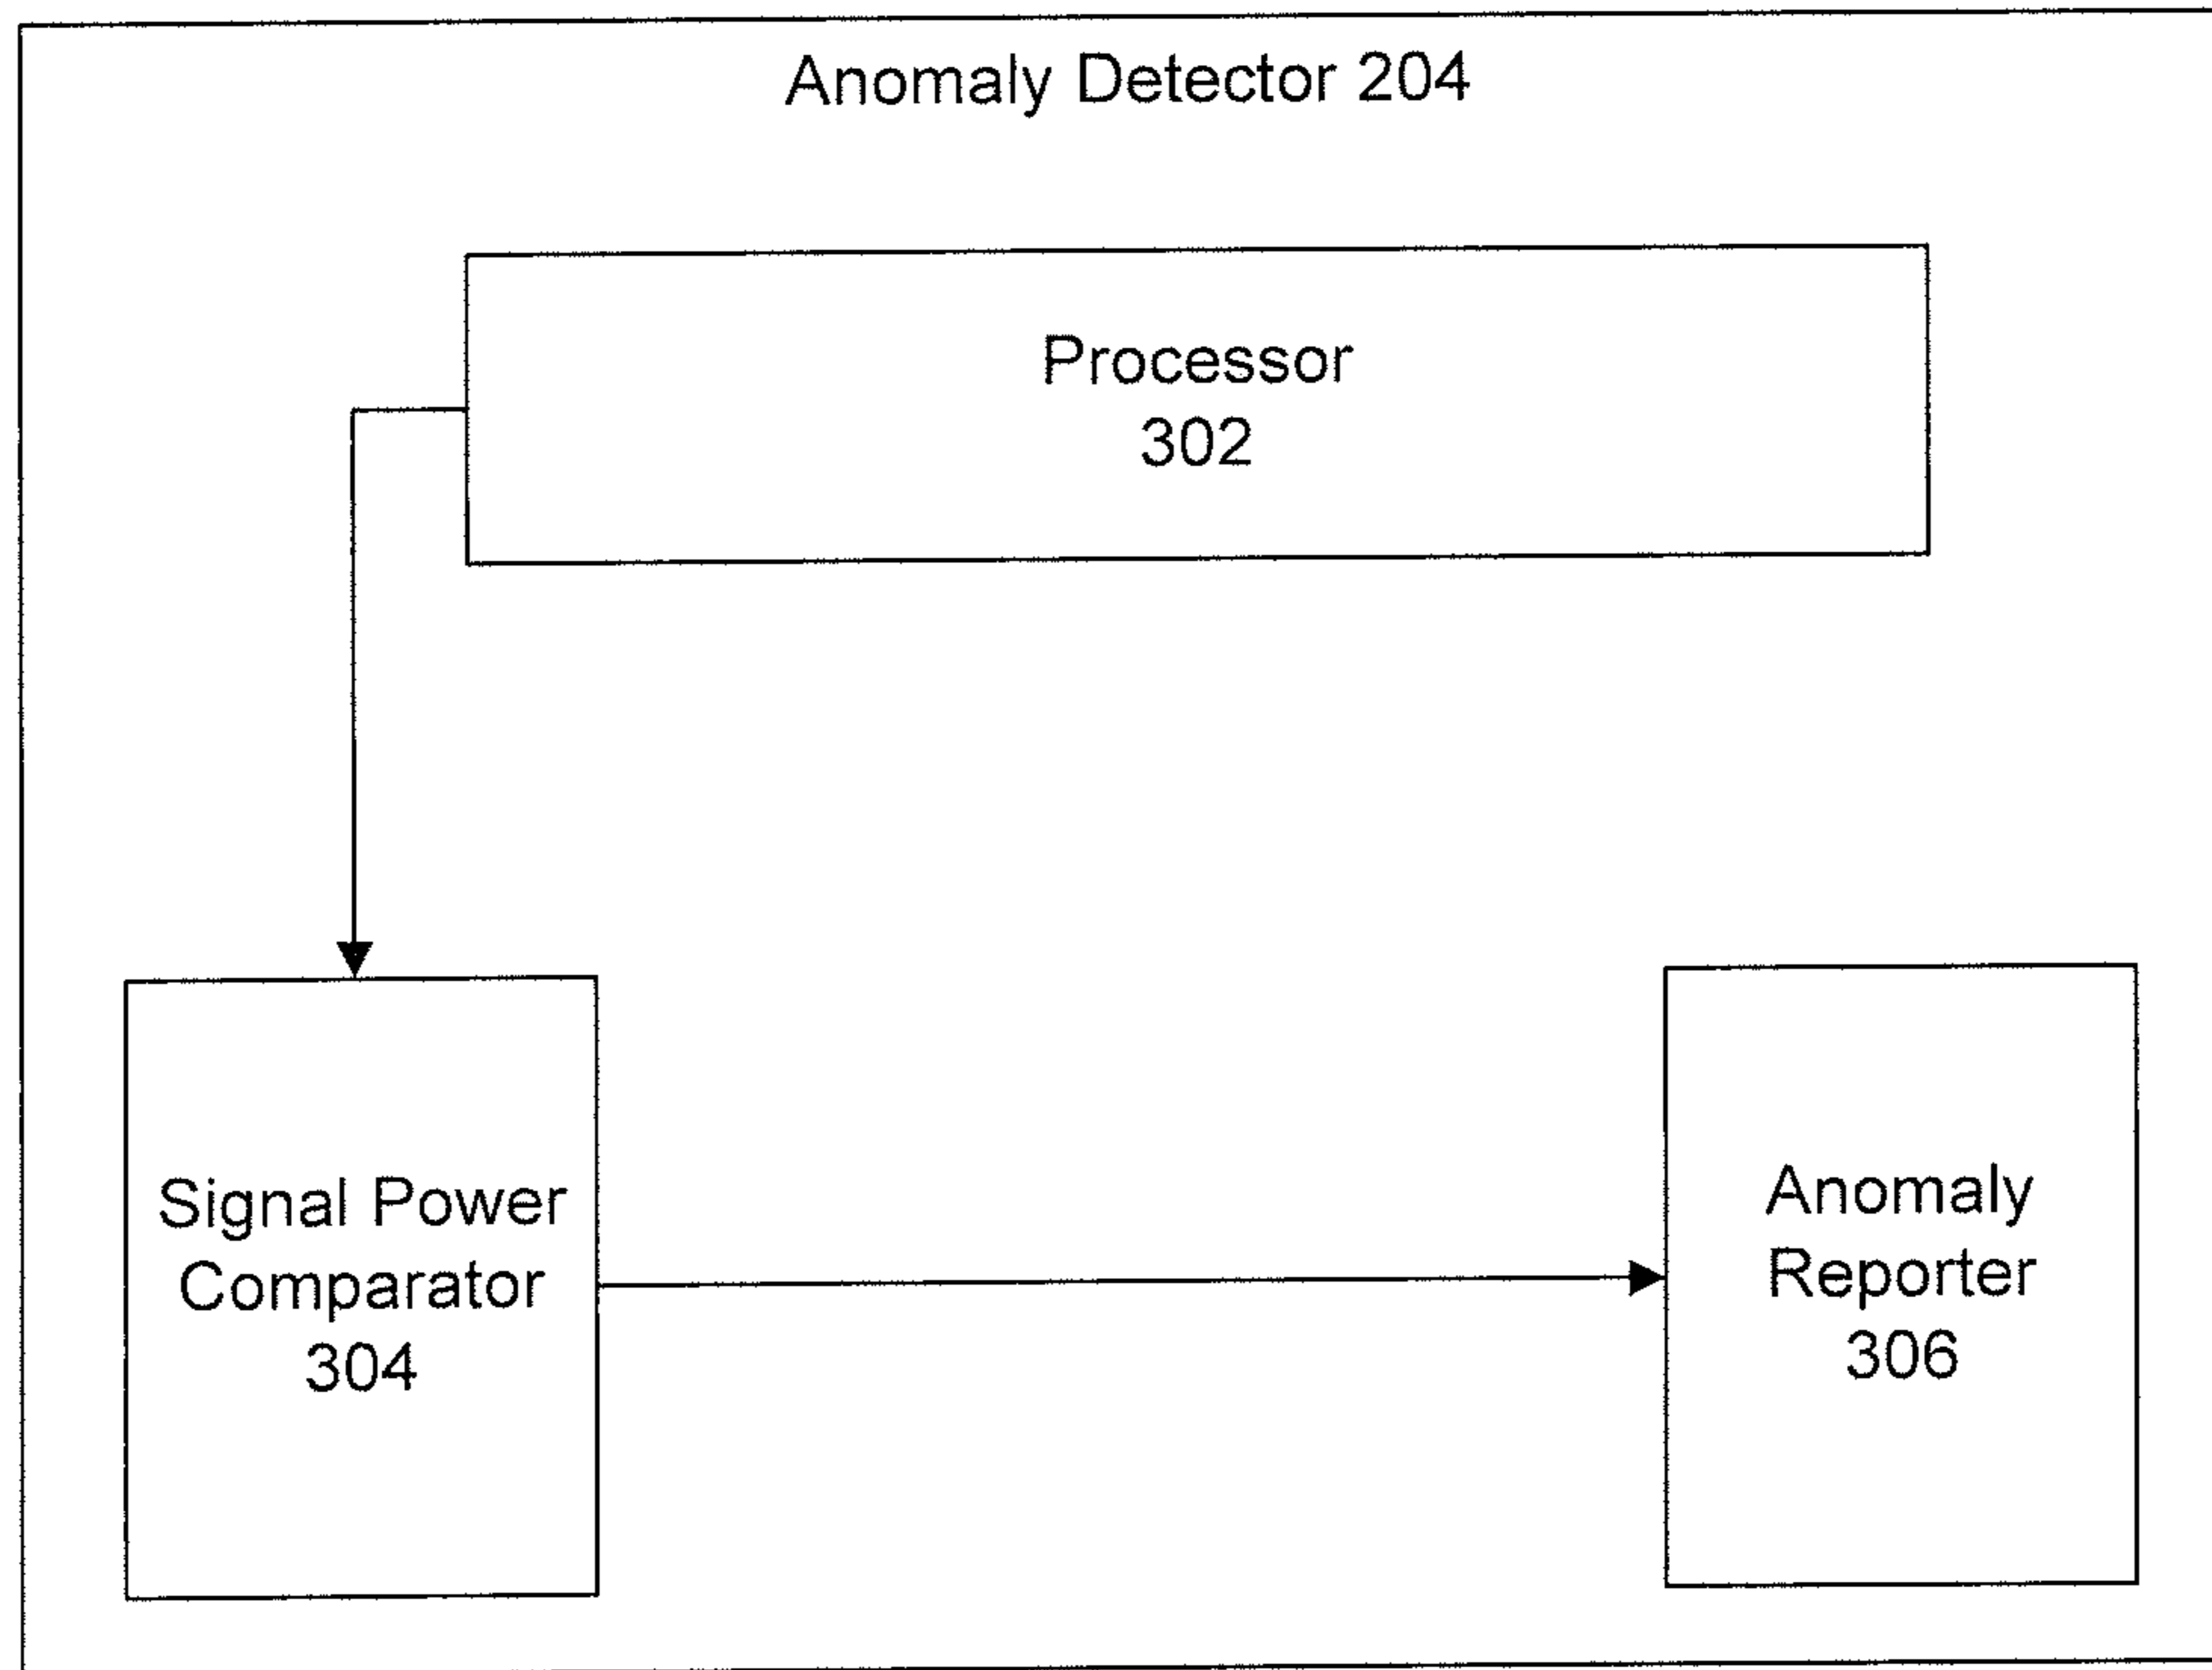 Anomaly Detector 204
Processor
302
Signal Power
Comparator
304
Anomaly
Reporter
306